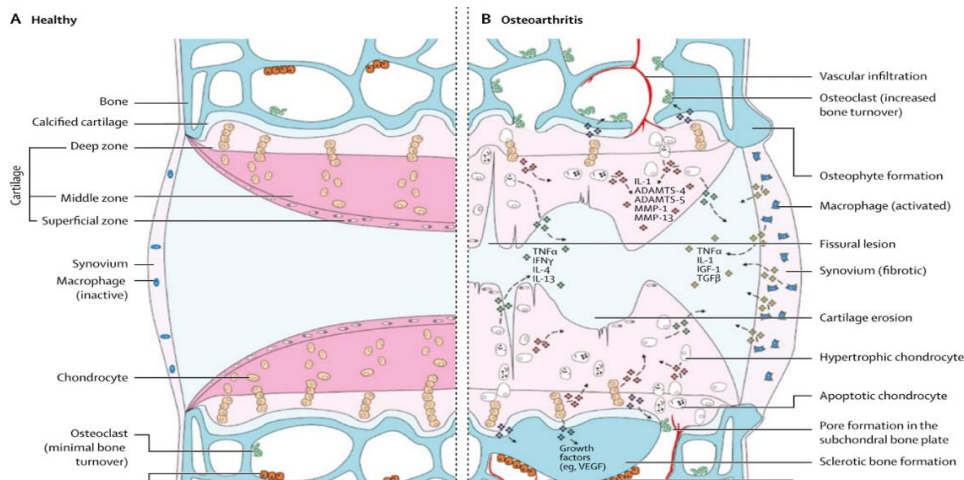 A Healthy
B Osteoarthritis
Bone
Calcified cartilage
Deep zone
Cartilage
Middle zone
Superficial zone
Synovium
Macrophage
(inactive)
Chondrocyte
Osteoclast
(minimal bone
turnover)
IL-1
ADAMTS-4
ADAMTS-5
MMP-1
MMP-13
TNFα
IFNγ
IL-4
IL-13
TNFα
IL-1
IGF-1
TGFβ
Growth
factors
(eg, VEGF)
Vascular infiltration
Osteoclast (increased
bone turnover)
Osteophyte formation
Macrophage (activated)
Fissural lesion
Synovium (fibrotic)
Cartilage erosion
Hypertrophic chondrocyte
Apoptotic chondrocyte
Pore formation in the
subchondral bone plate
Sclerotic bone formation